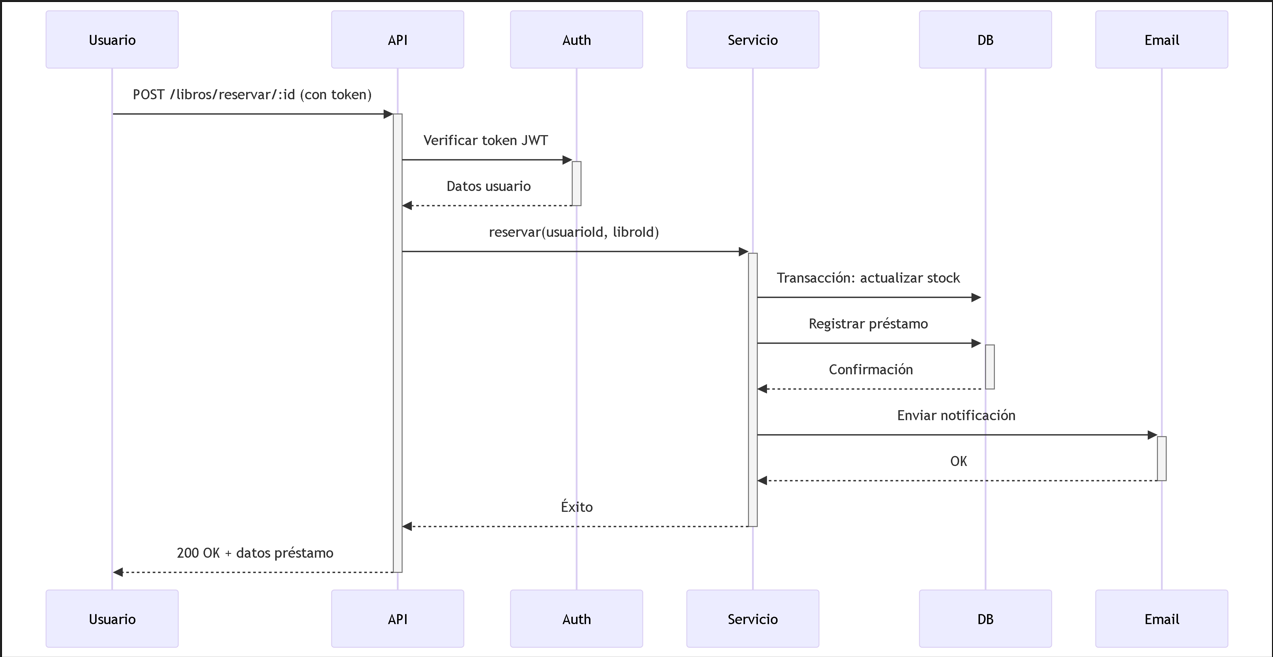 Usuario
API
Auth
Servicio
DB
Email
POST /libros/reservar/:id (con token)
Verificar token JWT
Datos usuario
reservar(usuarioId, libroId)
Transacción: actualizar stock
Registrar préstamo
Confirmación
Enviar notificación
OK
Éxito
200 OK + datos préstamo
Usuario
API
Auth
Servicio
DB
Email